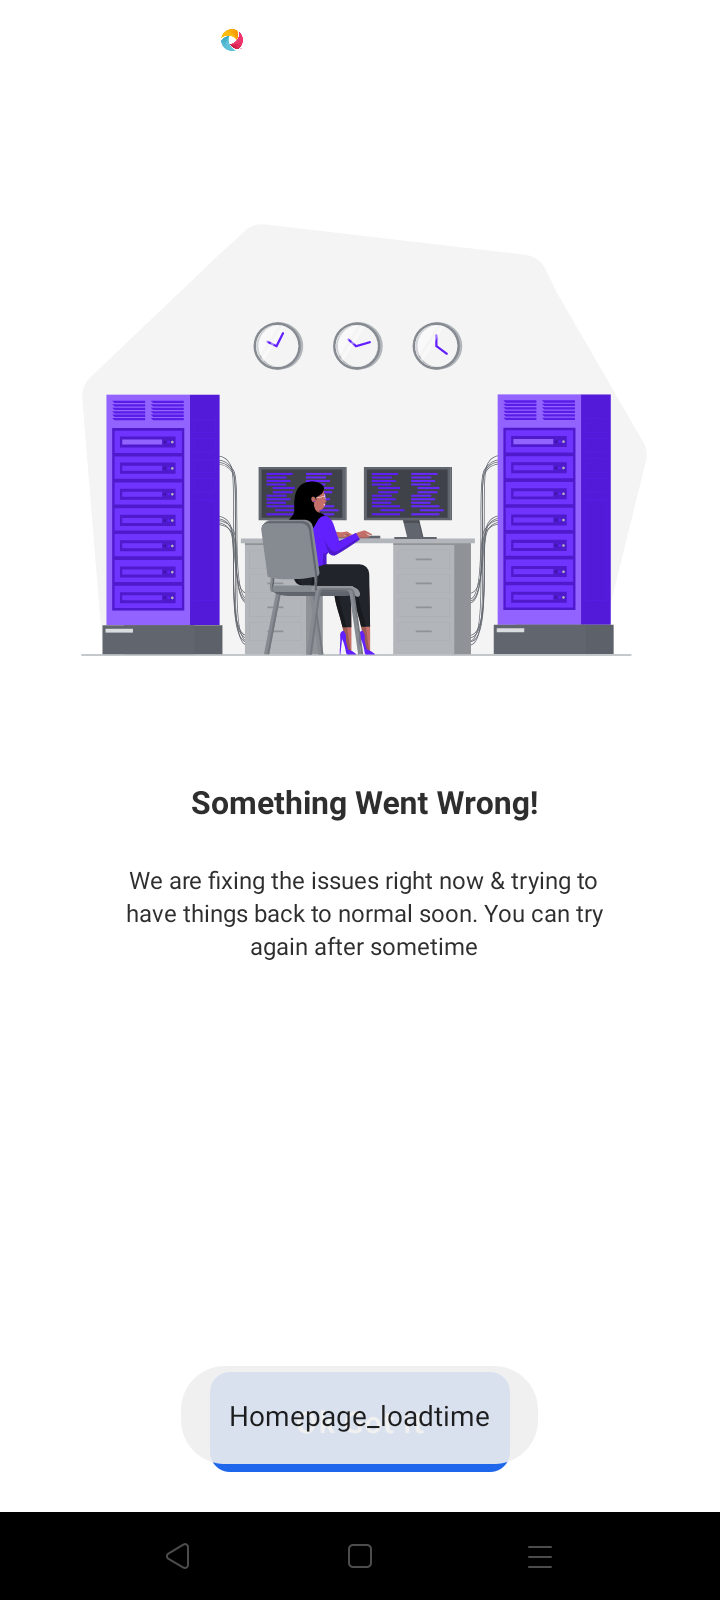 Something Went Wrong!
We are fixing the issues right now & trying to
have things back to normal soon. You can try
again after sometime
Homepage_loadtime